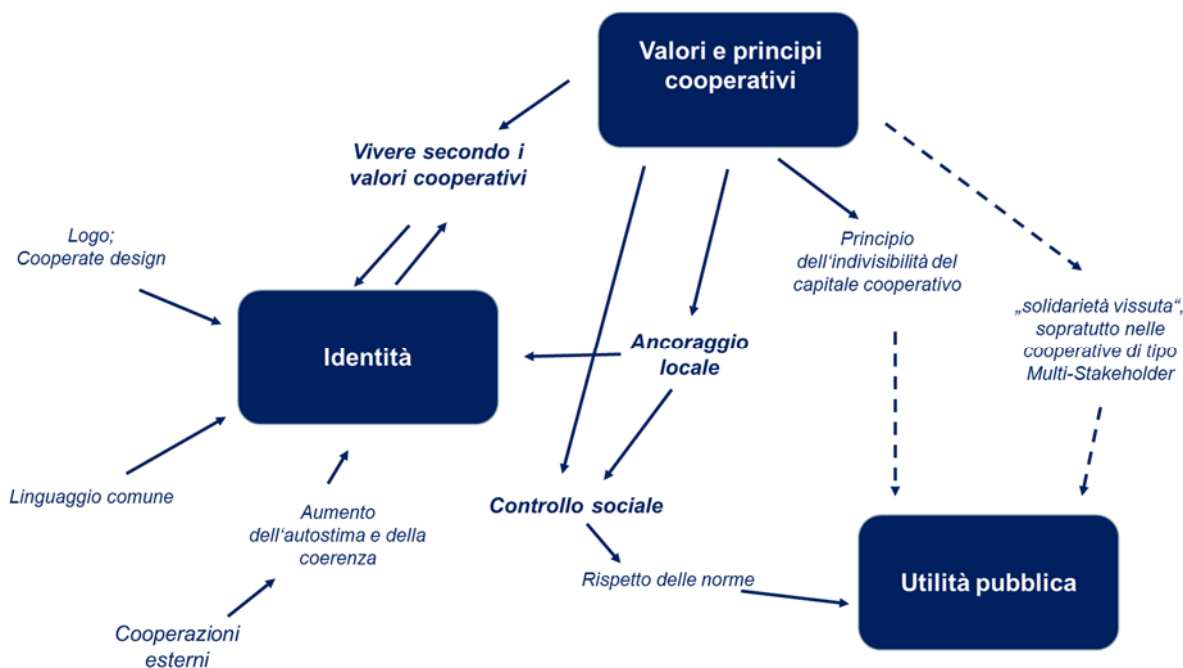 Valori e principi
cooperativi
Vivere secondo i
valori cooperativi
Logo;
Cooperate design
Principio
dell‘indivisibilità del
capitale cooperativo
„solidarietà vissuta“,
sopratutto nelle
cooperative di tipo
Multi-Stakeholder
Identità
Ancoraggio
locale
Linguaggio comune
Aumento
dell‘autostima e della
coerenza
Controllo sociale
Rispetto delle norme
Utilità pubblica
Cooperazioni
esterni